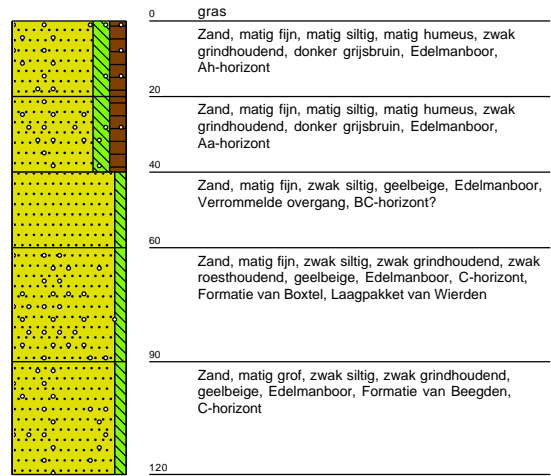 0 gras
Zand, matig fijn, matig siltig, matig humeus, zwak
grindhoudend, donker grijsbruin, Edelmanboor,
Ah-horizont
20
Zand, matig fijn, matig siltig, matig humeus, zwak
grindhoudend, donker grijsbruin, Edelmanboor,
Aa-horizont
40
Zand, matig fijn, zwak siltig, geelbeige, Edelmanboor,
Verrommelde overgang, BC-horizont?
60
Zand, matig fijn, zwak siltig, zwak grindhoudend, zwak
roesthoudend, geelbeige, Edelmanboor, C-horizont,
Formatie van Boxtel, Laagpakket van Wierden
90
Zand, matig grof, zwak siltig, zwak grindhoudend,
geelbeige, Edelmanboor, Formatie van Beegden,
C-horizont
120